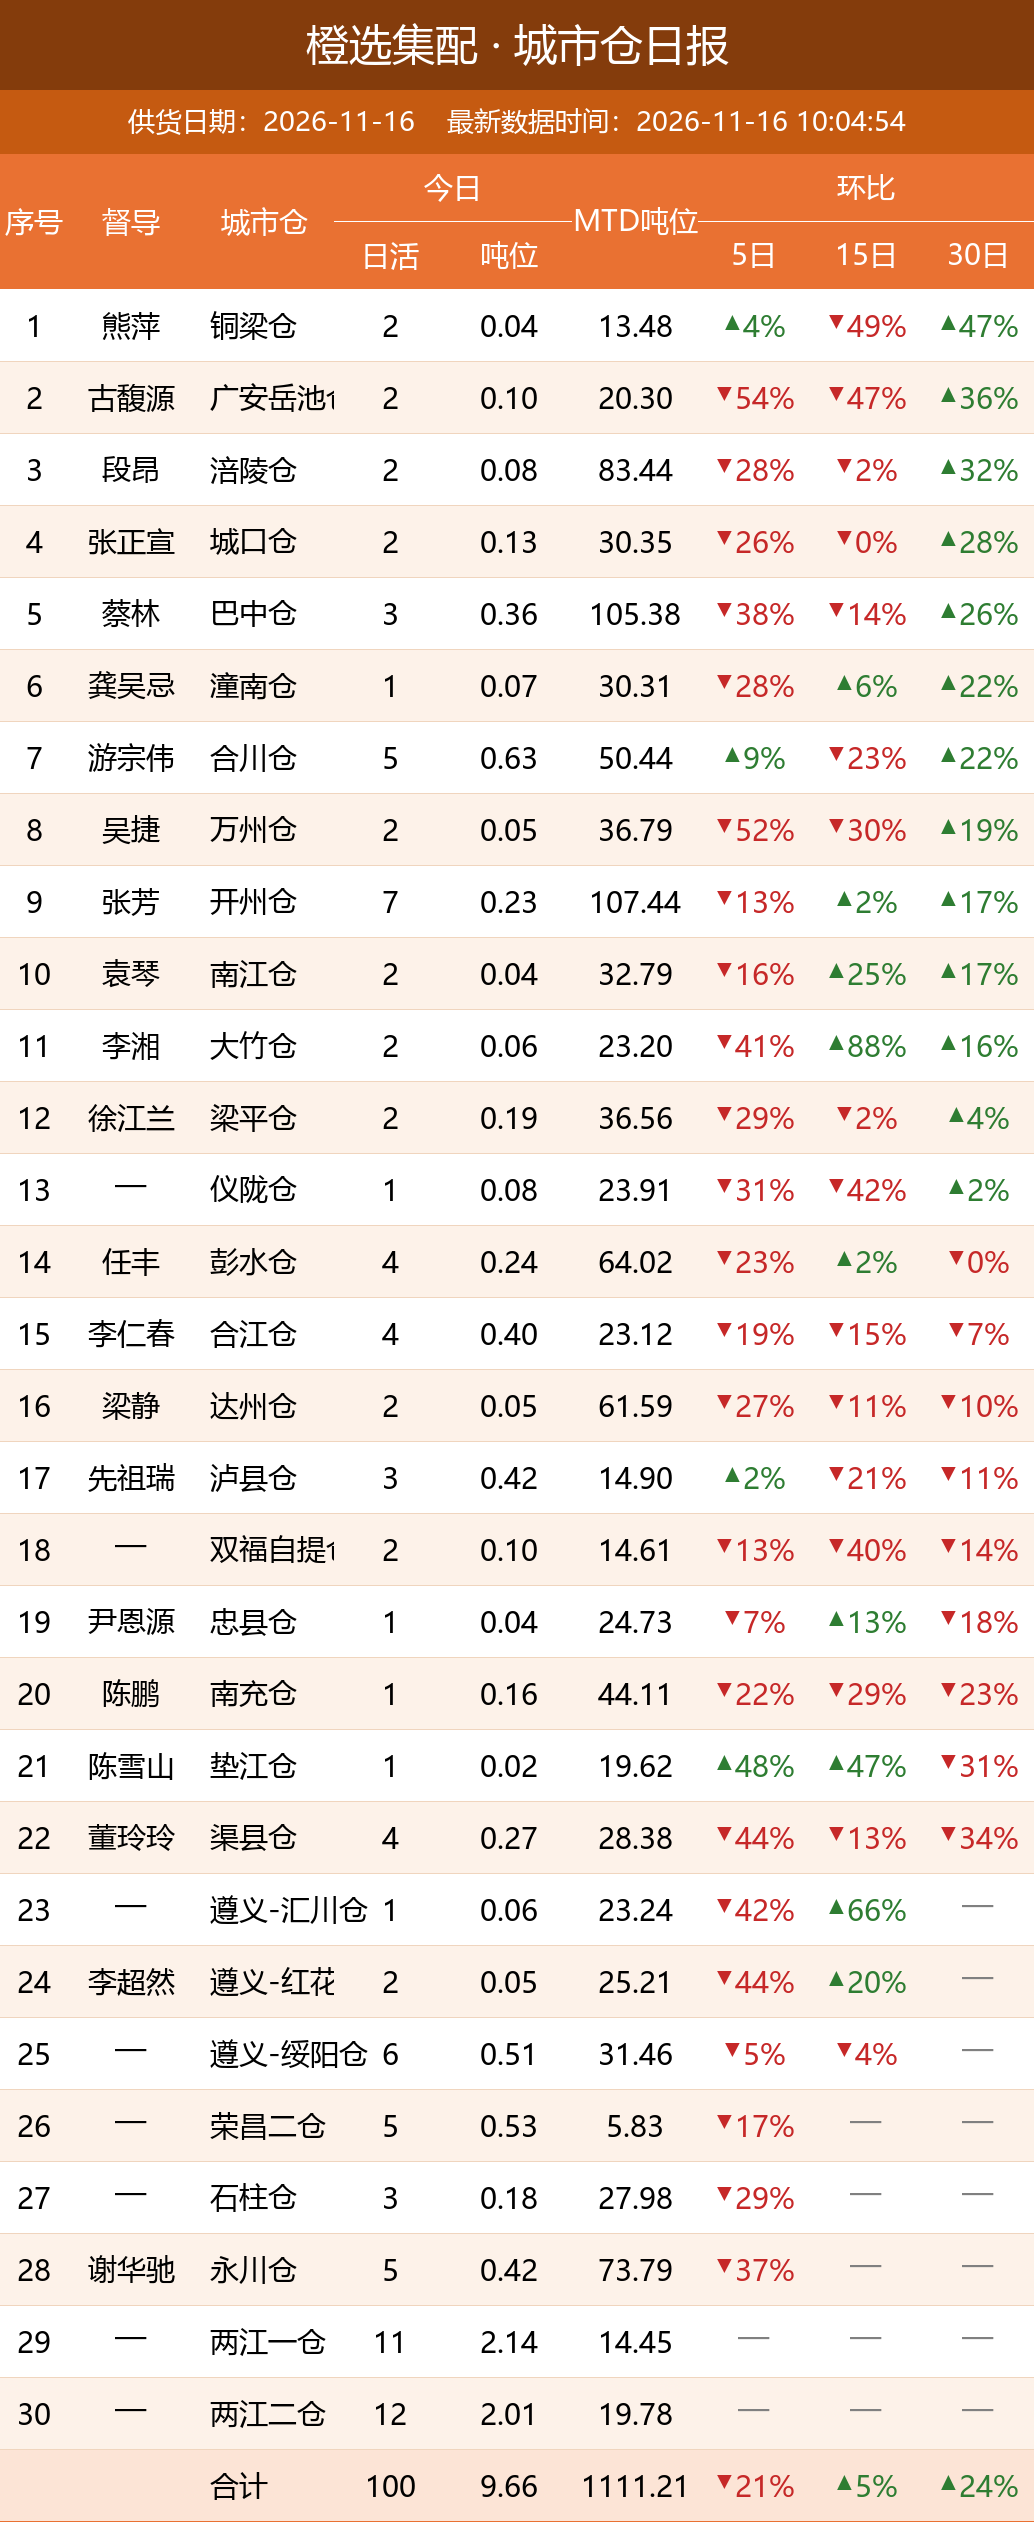 橙选集配 · 城市仓日报
供货日期：2026-11-16 最新数据时间：2026-11-16 10:04:54
序号 督导 城市仓 今日 MTD吨位 环比
日活 吨位 5日 15日 30日
1 熊萍 铜梁仓 2 0.04 13.48 ▲4% ▼49% ▲47%
2 古馥源 广安岳池 2 0.10 20.30 ▼54% ▼47% ▲36%
3 段昂 涪陵仓 2 0.08 83.44 ▼28% ▼2% ▲32%
4 张正宣 城口仓 2 0.13 30.35 ▼26% ▼0% ▲28%
5 蔡林 巴中仓 3 0.36 105.38 ▼38% ▼14% ▲26%
6 龚吴忌 潼南仓 1 0.07 30.31 ▼28% ▲6% ▲22%
7 游宗伟 合川仓 5 0.63 50.44 ▲9% ▼23% ▲22%
8 吴捷 万州仓 2 0.05 36.79 ▼52% ▼30% ▲19%
9 张芳 开州仓 7 0.23 107.44 ▼13% ▲2% ▲17%
10 袁琴 南江仓 2 0.04 32.79 ▼16% ▲25% ▲17%
11 李湘 大竹仓 2 0.06 23.20 ▼41% ▲88% ▲16%
12 徐江兰 梁平仓 2 0.19 36.56 ▼29% ▼2% ▲4%
13 — 仪陇仓 1 0.08 23.91 ▼31% ▼42% ▲2%
14 任丰 彭水仓 4 0.24 64.02 ▼23% ▲2% ▼0%
15 李仁春 合江仓 4 0.40 23.12 ▼19% ▼15% ▼7%
16 梁静 达州仓 2 0.05 61.59 ▼27% ▼11% ▼10%
17 先祖瑞 泸县仓 3 0.42 14.90 ▲2% ▼21% ▼11%
18 — 双福自提 2 0.10 14.61 ▼13% ▼40% ▼14%
19 尹恩源 忠县仓 1 0.04 24.73 ▼7% ▲13% ▼18%
20 陈鹏 南充仓 1 0.16 44.11 ▼22% ▼29% ▼23%
21 陈雪山 垫江仓 1 0.02 19.62 ▲48% ▲47% ▼31%
22 董玲玲 渠县仓 4 0.27 28.38 ▼44% ▼13% ▼34%
23 — 遵义-汇川仓 1 0.06 23.24 ▼42% ▲66% —
24 李超然 遵义-红花 2 0.05 25.21 ▼44% ▲20% —
25 — 遵义-绥阳仓 6 0.51 31.46 ▼5% ▼4% —
26 — 荣昌二仓 5 0.53 5.83 ▼17% — —
27 — 石柱仓 3 0.18 27.98 ▼29% — —
28 谢华驰 永川仓 5 0.42 73.79 ▼37% — —
29 — 两江一仓 11 2.14 14.45 — — —
30 — 两江二仓 12 2.01 19.78 — — —
合计 100 9.66 1111.21 ▼21% ▲5% ▲24%